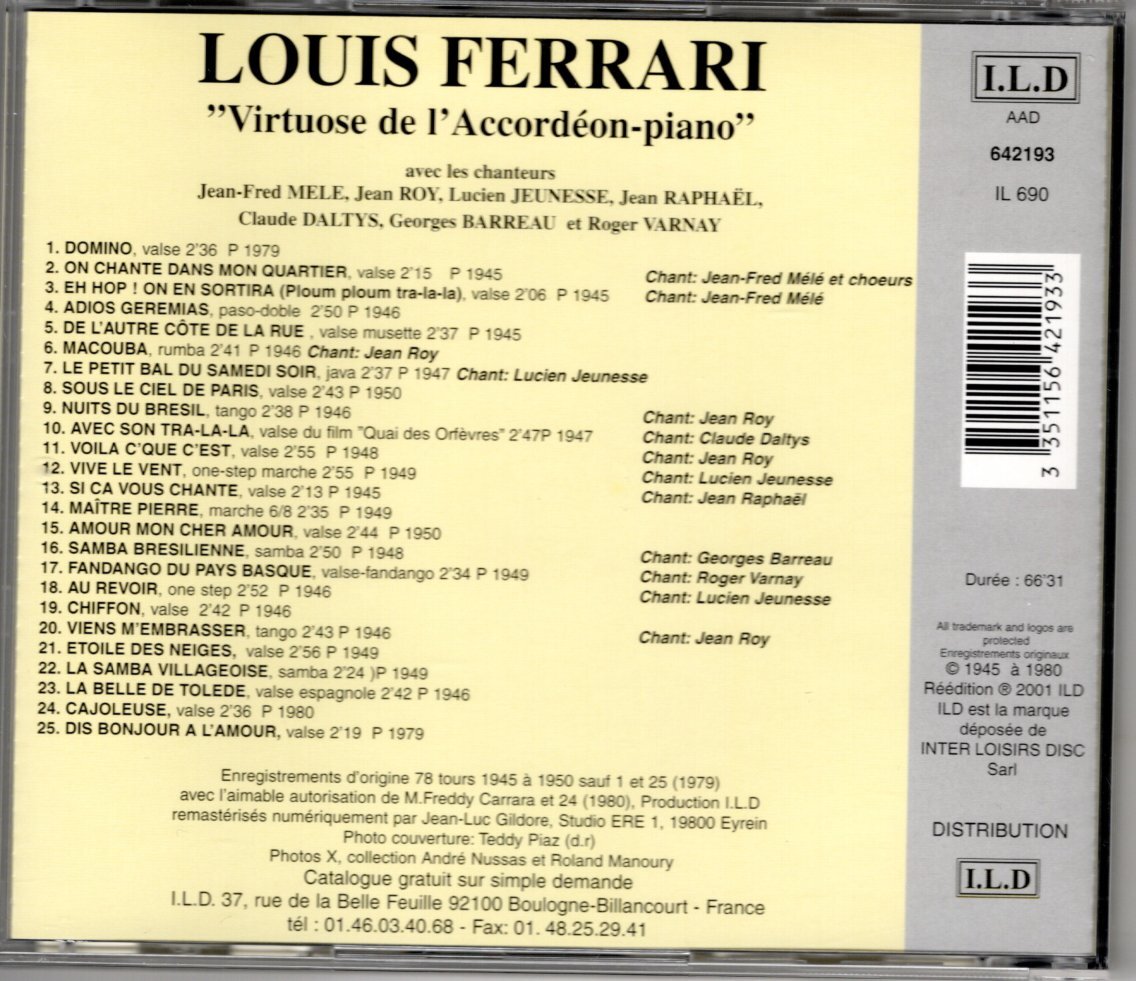 LOUIS FERRARI
”Virtuose de l’Accordéon-piano”
avec les chanteurs
Jean-Fred MELE, Jean ROY, Lucien JEUNESSE, Jean RAPHAËL,
Claude DALTYS, Georges BARREAU et Roger VARNAY
1. DOMINO, valse 2’36 P 1979
2. ON CHANTE DANS MON QUARTIER, valse 2’15 P 1945 Chant: Jean-Fred Mélé et choeurs
3. EH HOP ! ON EN SORTIRA (Ploum ploum tra-la-la), valse 2’06 P 1945 Chant: Jean-Fred Mélé
4. ADIOS GEREMIAS, paso-doble 2’50 P 1946
5. DE L’AUTRE CÔTE DE LA RUE , valse musette 2’37 P 1945
6. MACOUBA, rumba 2’41 P 1946 Chant: Jean Roy
7. LE PETIT BAL DU SAMEDI SOIR, java 2’37 P 1947 Chant: Lucien Jeunesse
8. SOUS LE CIEL DE PARIS, valse 2’43 P 1950
9. NUITS DU BRESIL, tango 2’38 P 1946 Chant: Jean Roy
10. AVEC SON TRA-LA-LA, valse du film ”Quai des Orfèvres” 2’47P 1947 Chant: Claude Daltys
11. VOILA C’QUE C’EST, valse 2’55 P 1948 Chant: Jean Roy
12. VIVE LE VENT, one-step marche 2’55 P 1949 Chant: Lucien Jeunesse
13. SI CA VOUS CHANTE, valse 2’13 P 1945 Chant: Jean Raphaël
14. MAÎTRE PIERRE, marche 6/8 2’35 P 1949
15. AMOUR MON CHER AMOUR, valse 2’44 P 1950
16. SAMBA BRESILIENNE, samba 2’50 P 1948 Chant: Georges Barreau
17. FANDANGO DU PAYS BASQUE, valse-fandango 2’34 P 1949 Chant: Roger Varnay
18. AU REVOIR, one step 2’52 P 1946 Chant: Lucien Jeunesse
19. CHIFFON, valse 2’42 P 1946
20. VIENS M’EMBRASSER, tango 2’43 P 1946 Chant: Jean Roy
21. ETOILE DES NEIGES, valse 2’56 P 1949
22. LA SAMBA VILLAGEOISE, samba 2’24 )P 1949
23. LA BELLE DE TOLEDE, valse espagnole 2’42 P 1946
24. CAJOLEUSE, valse 2’36 P 1980
25. DIS BONJOUR A L’AMOUR, valse 2’19 P 1979
Enregistrements d’origine 78 tours 1945 à 1950 sauf 1 et 25 (1979)
avec l’aimable autorisation de M.Freddy Carrara et 24 (1980), Production I.L.D
remastérisés numériquement par Jean-Luc Gildore, Studio ERE 1, 19800 Eyrein
Photo couverture: Teddy Piaz (d.r)
Photos X, collection André Nussas et Roland Manoury
Catalogue gratuit sur simple demande
I.L.D. 37, rue de la Belle Feuille 92100 Boulogne-Billancourt - France
tél : 01.46.03.40.68 - Fax: 01. 48.25.29.41
I.L.D
AAD
642193
IL 690
3 351156 421933
Durée : 66’31
All trademark and logos are
protected
Enregistrements originaux
© 1945 à 1980
Réédition ® 2001 ILD
ILD est la marque
déposée de
INTER LOISIRS DISC
Sarl
DISTRIBUTION
I.L.D